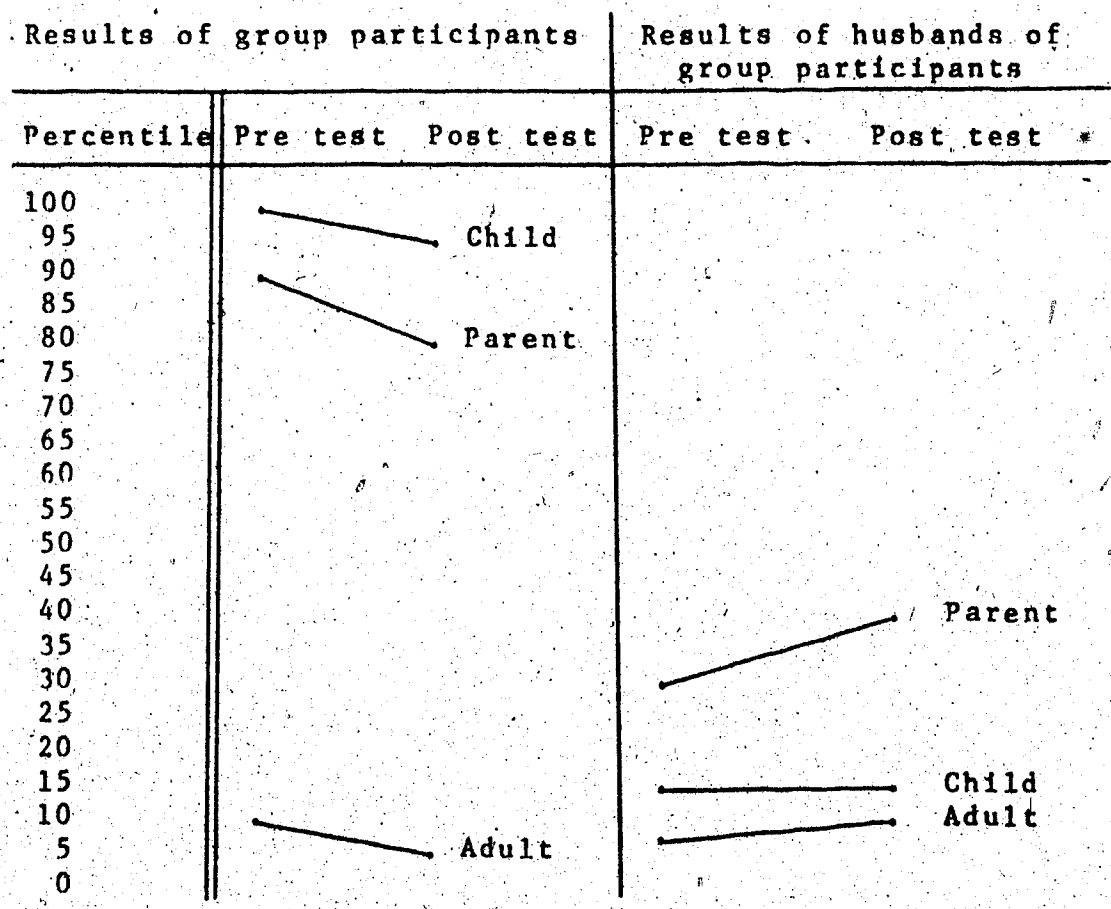 Results of group participants
Results of husbands of
group participants
Percentile Pre test Post test Pre test Post test *
100
95 Child
90
85
80 Parent
75
70
65
60
55
50
45
40 Parent
35
30
25
20
15 Child
10 Adult
5 Adult
0